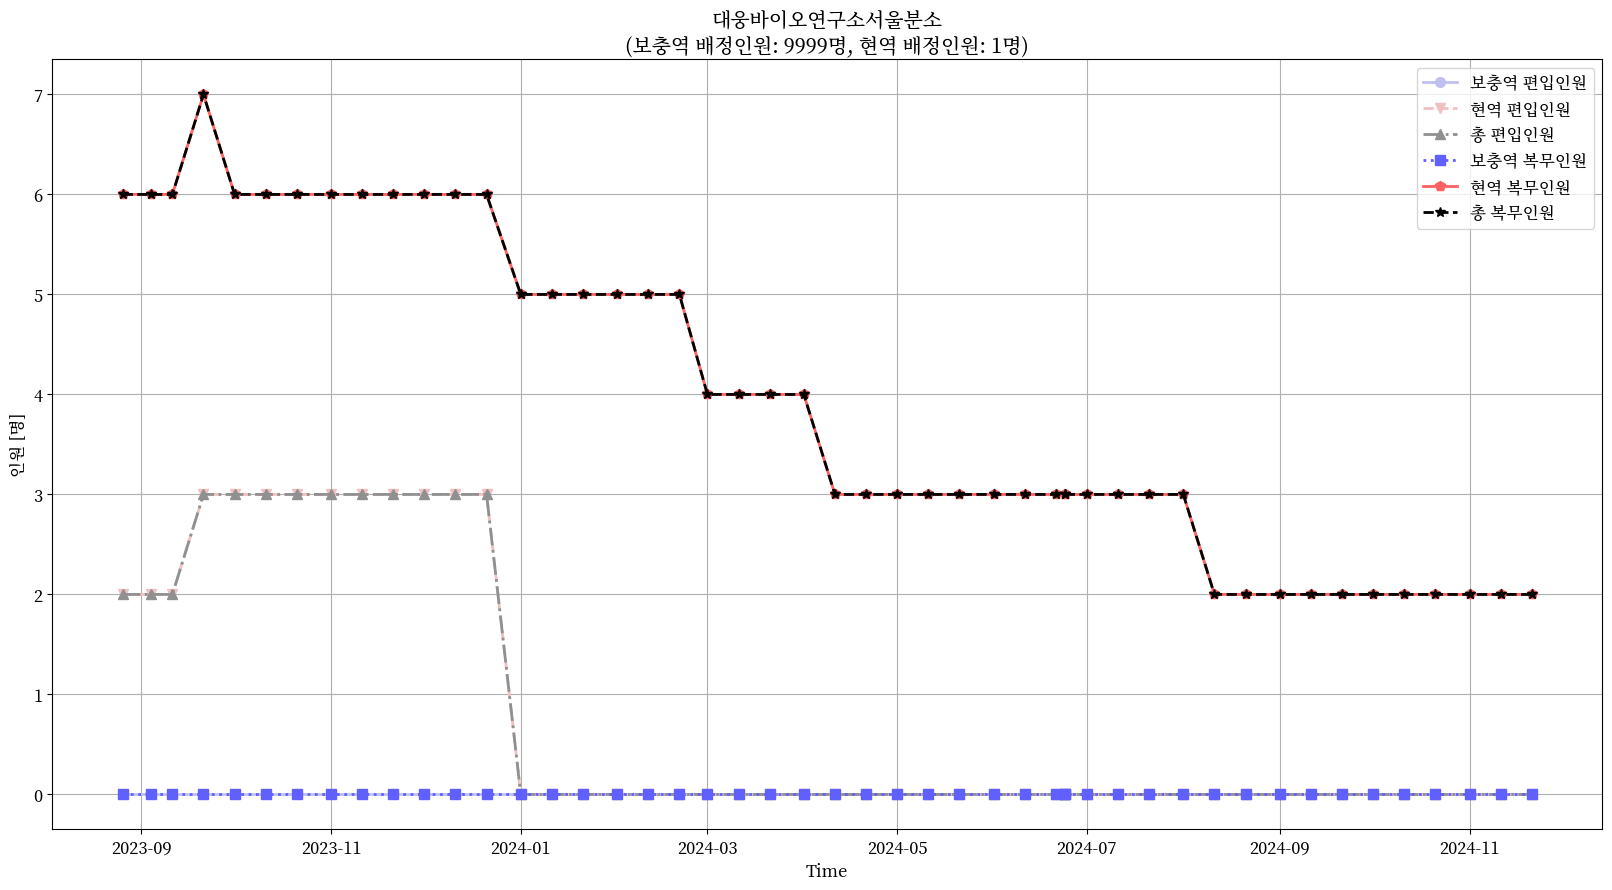 대웅바이오연구소서울분소
(보충역 배정인원: 9999명, 현역 배정인원: 1명)
보충역 편입인원
현역 편입인원
총 편입인원
보충역 복무인원
현역 복무인원
총 복무인원
인원 [명]
7
6
5
4
3
2
1
0
2023-09
2023-11
2024-01
2024-03
2024-05
2024-07
2024-09
2024-11
Time